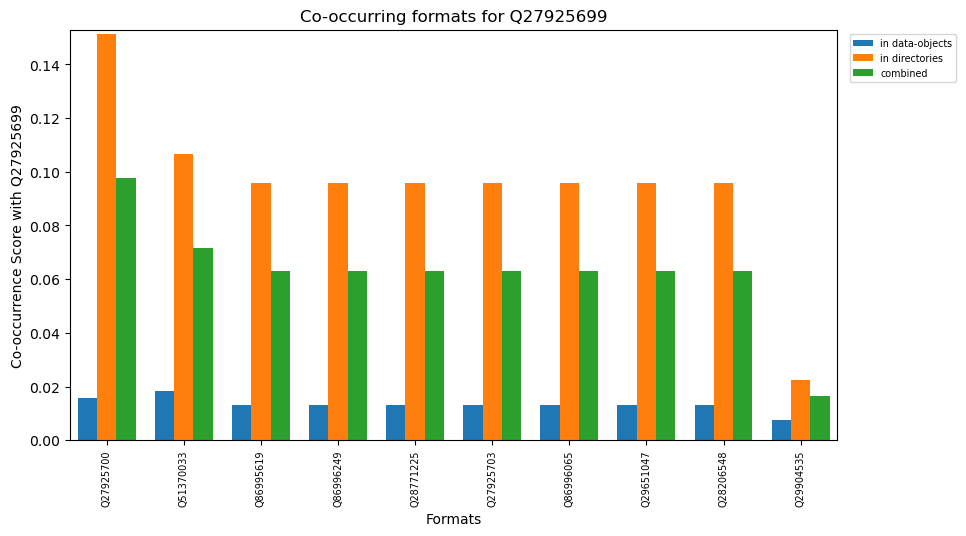 Co-occurring formats for Q27925699
in data-objects
in directories
combined
Co-occurrence Score with Q27925699
0.14
0.12
0.10
0.08
0.06
0.04
0.02
0.00
Q27925700
Q51370033
Q86995619
Q86996249
Q28771225
Q27925703
Q86996065
Q29651047
Q28206548
Q29904535
Formats